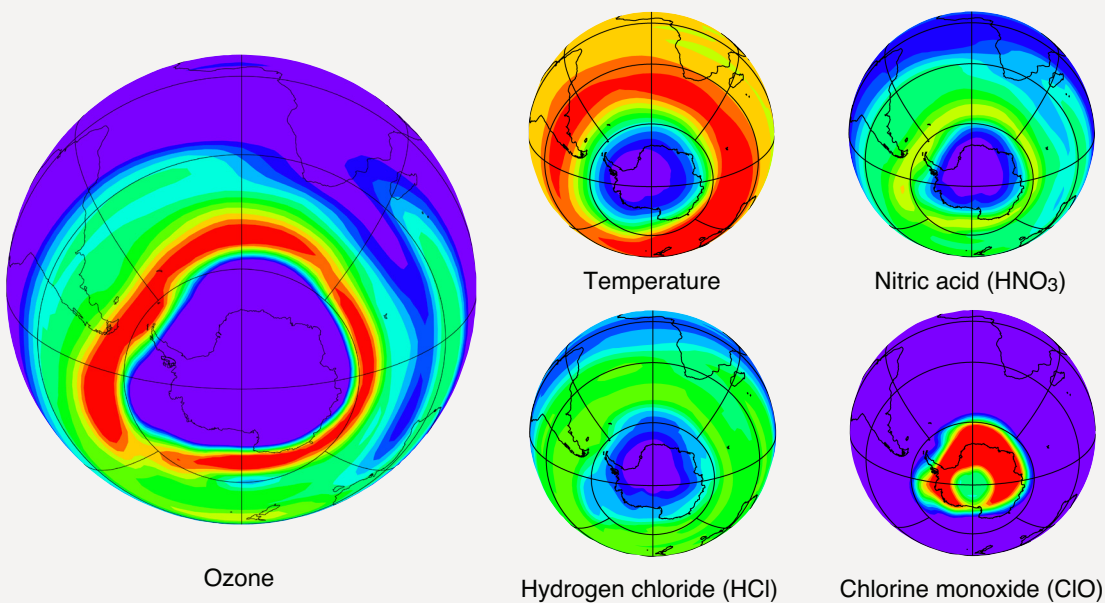 Temperature
Nitric acid (HNO3)
Ozone
Hydrogen chloride (HCl)
Chlorine monoxide (ClO)